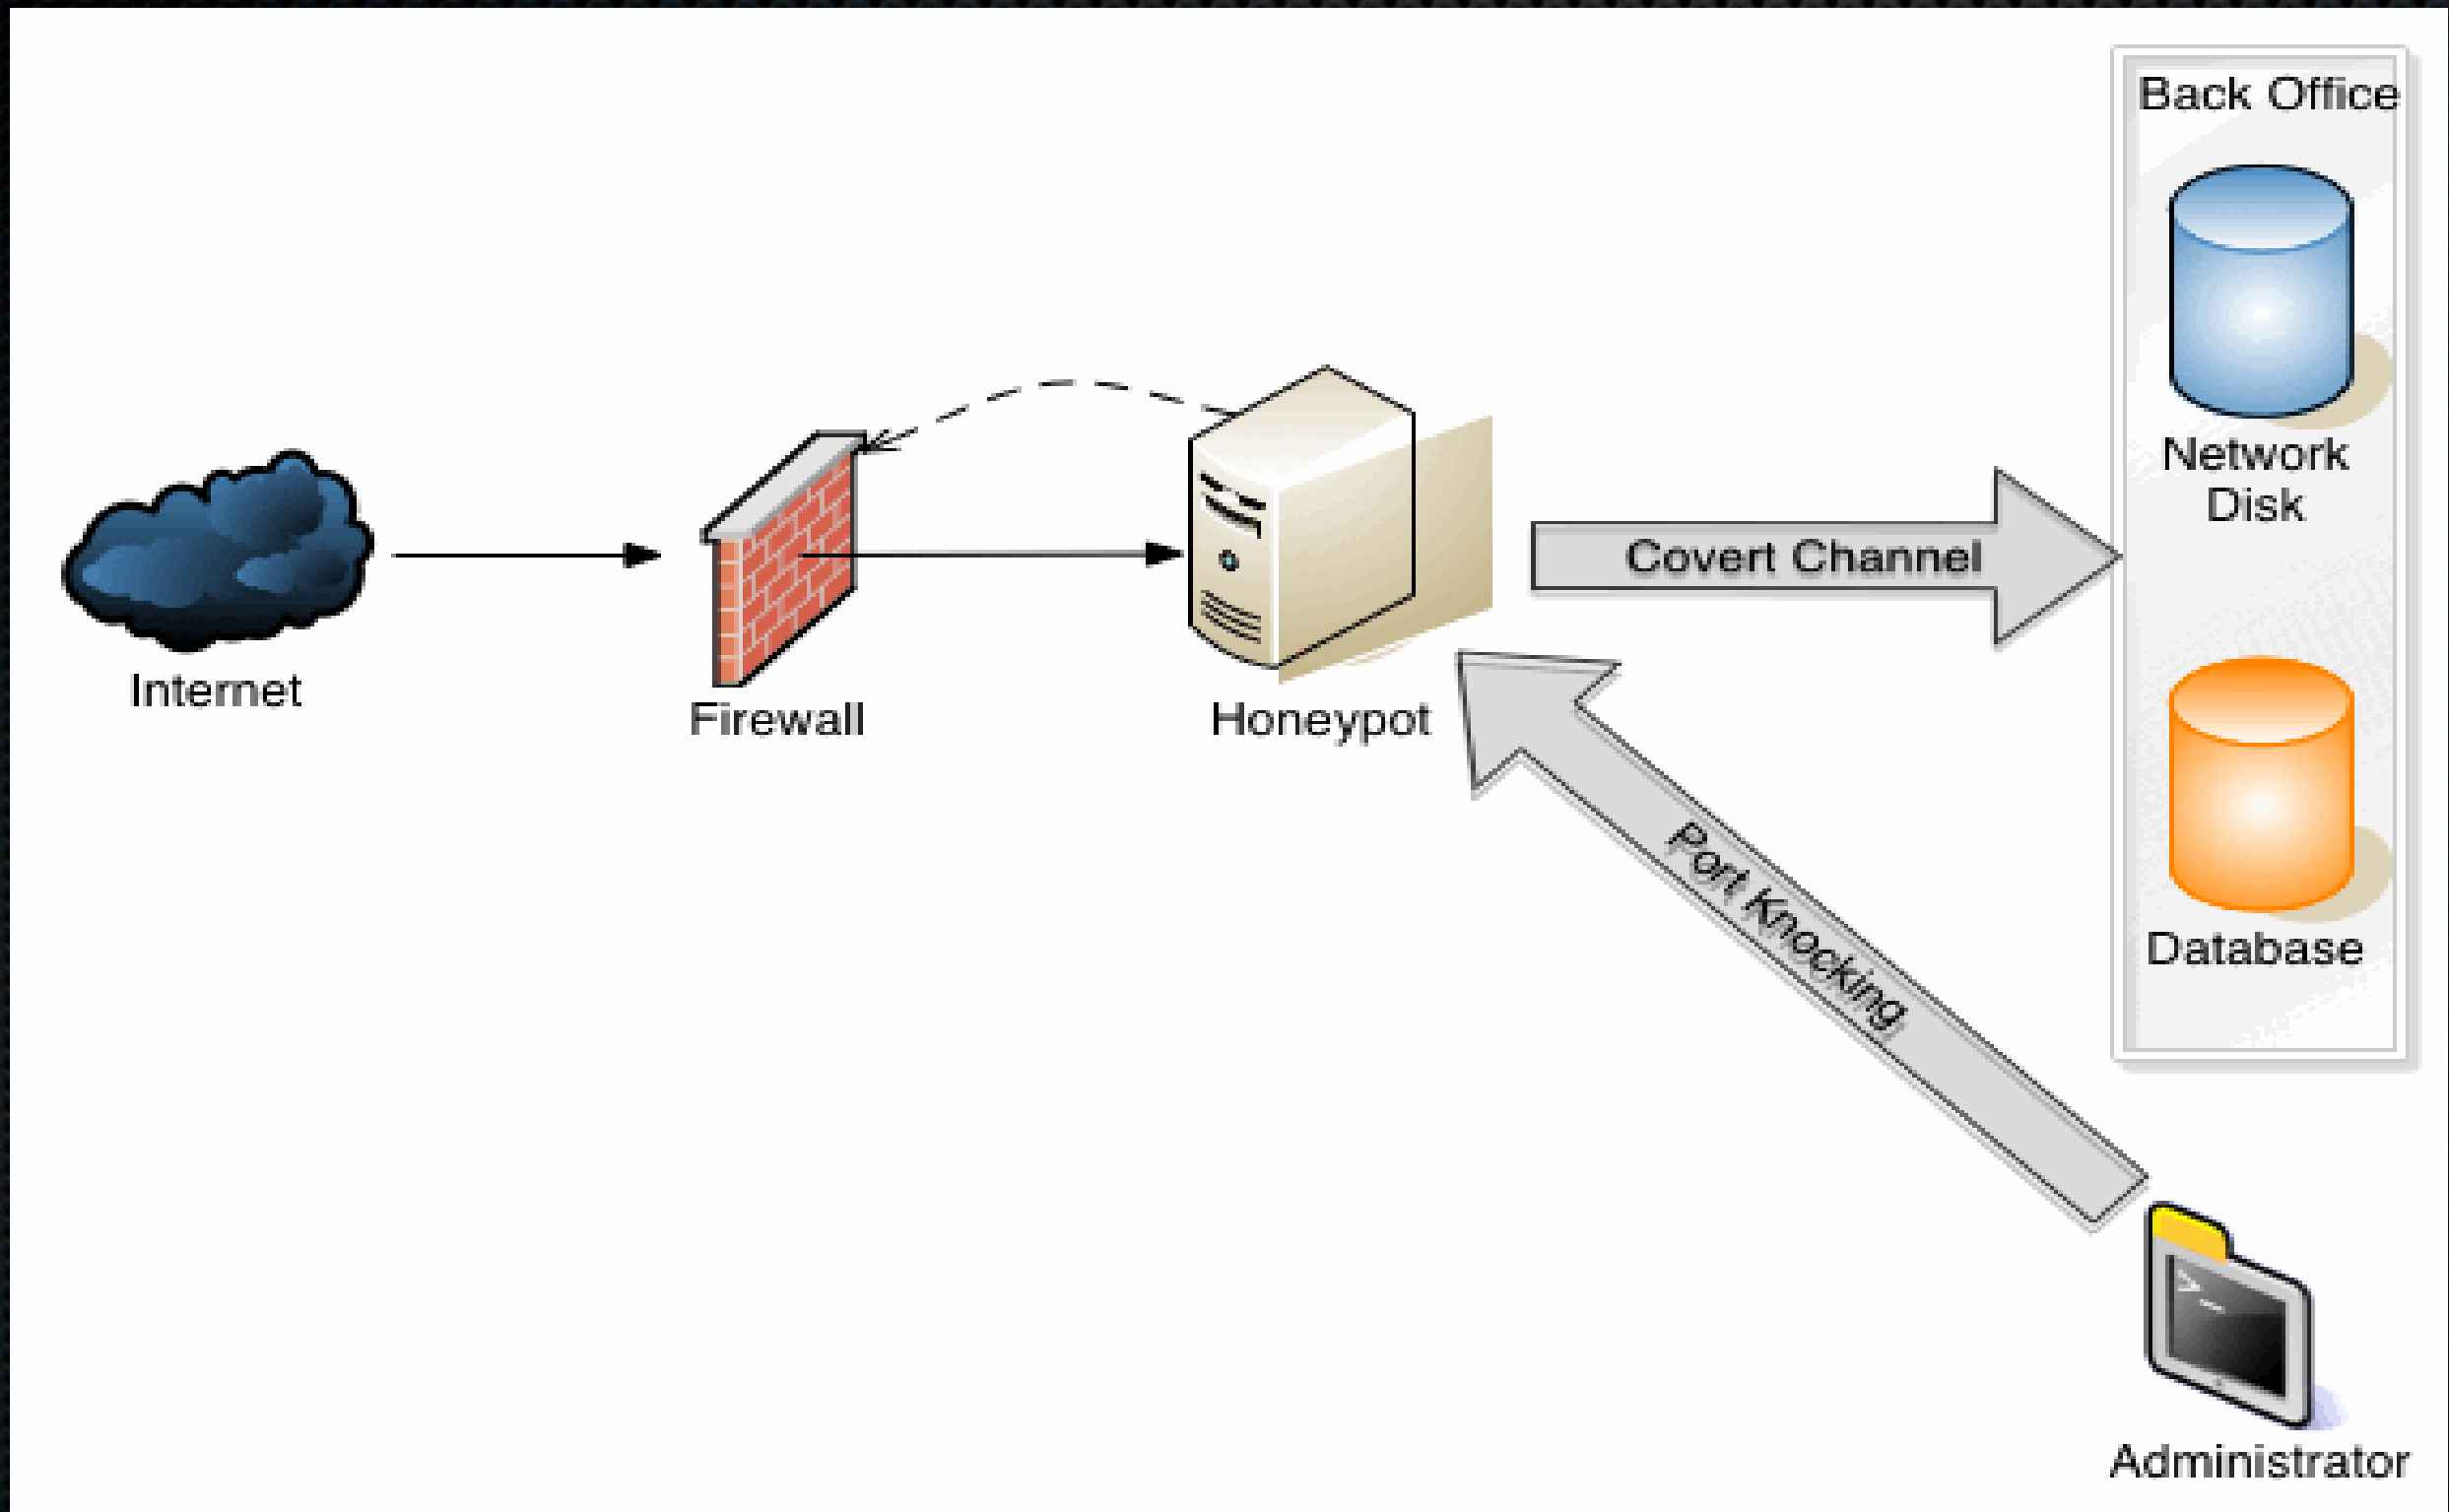 Back Office
Network
Disk
Covert Channel
Internet
Firewall
Honeypot
Port Knocking
Database
>_
Administrator